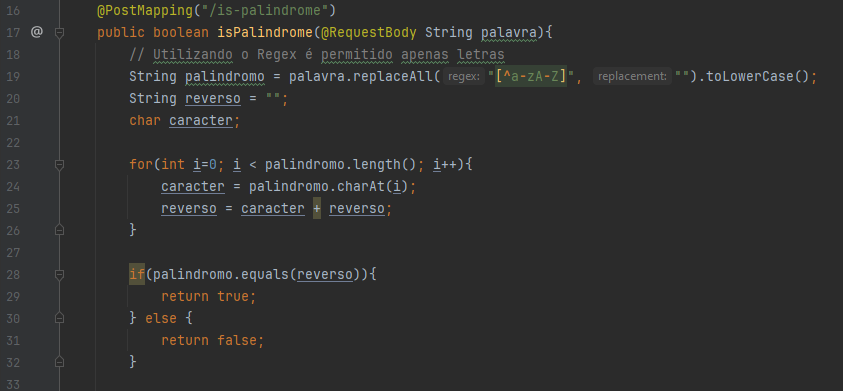 16 @PostMapping("/is-palindrome")
17 @ public boolean isPalindrome(@RequestBody String palavra){
18 // Utilizando o Regex é permitido apenas letras
19 String palindromo = palavra.replaceAll( regex: "[^a-zA-Z]", replacement: "").toLowerCase();
20 String reverso = "";
21 char caracter;
22
23 for(int i=0; i < palindromo.length(); i++){
24 caracter = palindromo.charAt(i);
25 reverso = caracter + reverso;
26 }
27
28 if(palindromo.equals(reverso)){
29 return true;
30 } else {
31 return false;
32 }
33